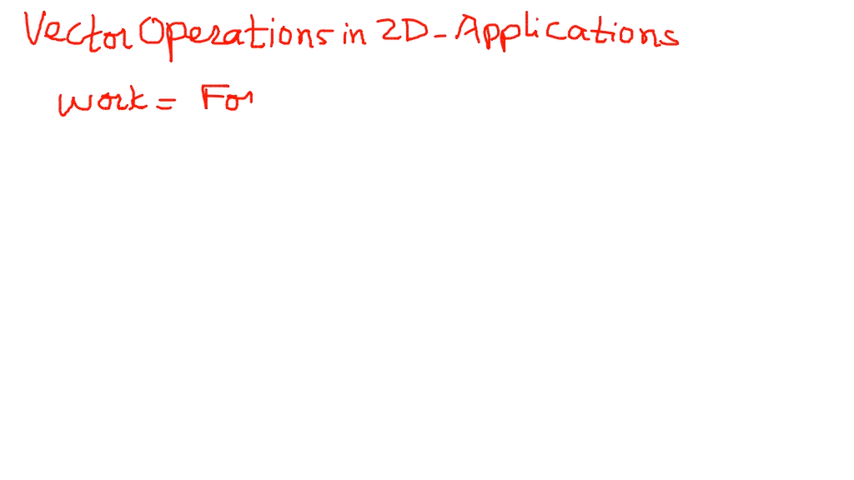 Vector Operations in 2D - Applications
Work = For